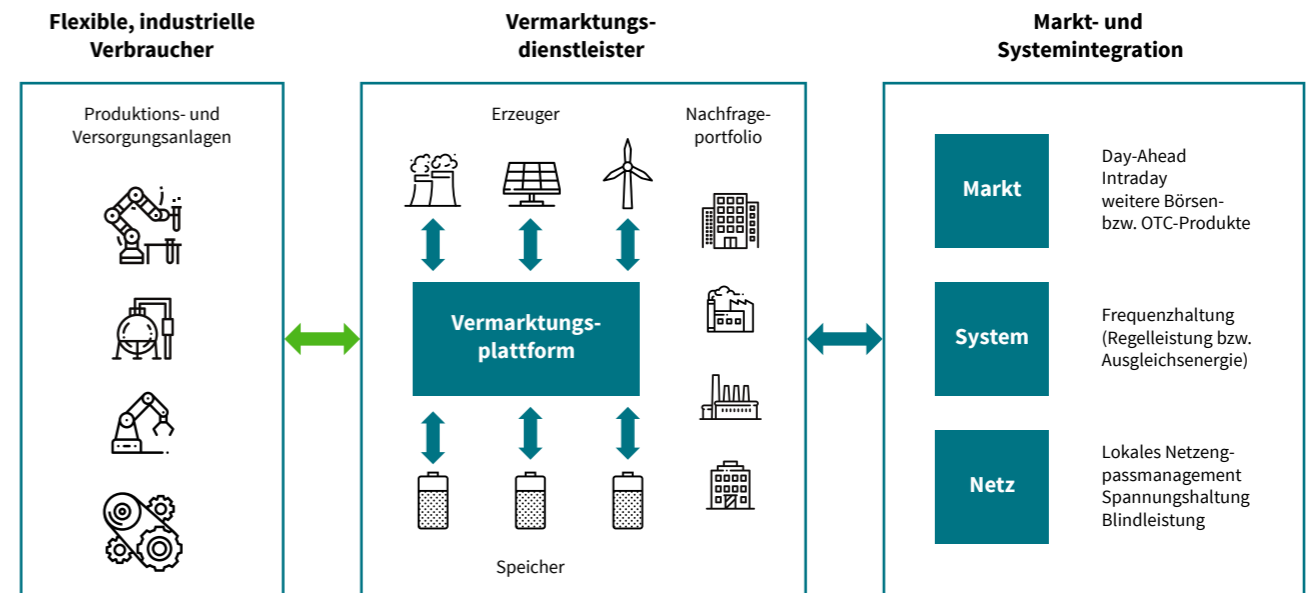 Flexible, industrielle
Verbraucher
Produktions- und
Versorgungsanlagen
Vermarktungs-
dienstleister
Erzeuger
Nachfrage-
portfolio
Vermarktungs-
plattform
Speicher
Markt- und
Systemintegration
Markt
Day-Ahead
Intraday
weitere Börsen-
bzw. OTC-Produkte
System
Frequenzhaltung
(Regelleistung bzw.
Ausgleichsenergie)
Netz
Lokales Netzeng-
passmanagement
Spannungshaltung
Blindleistung